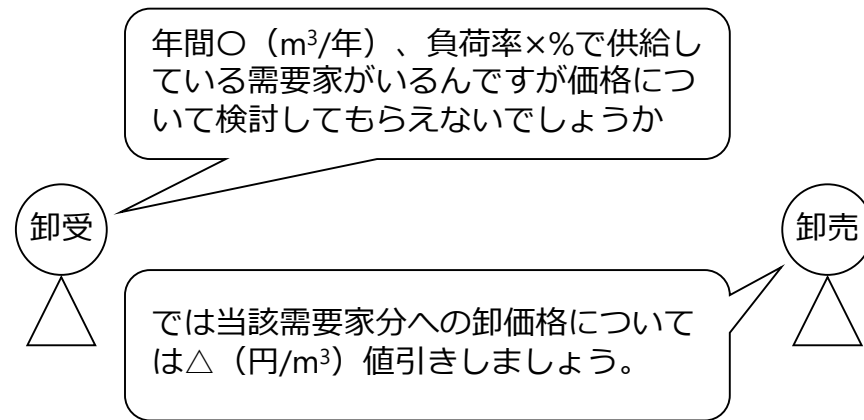 年間〇（m³/年）、負荷率×%で供給し
ている需要家がいるんですが価格につ
いて検討してもらえないでしょうか
卸受
卸売
では当該需要家分への卸価格について
は△（円/m³）値引きしましょう。